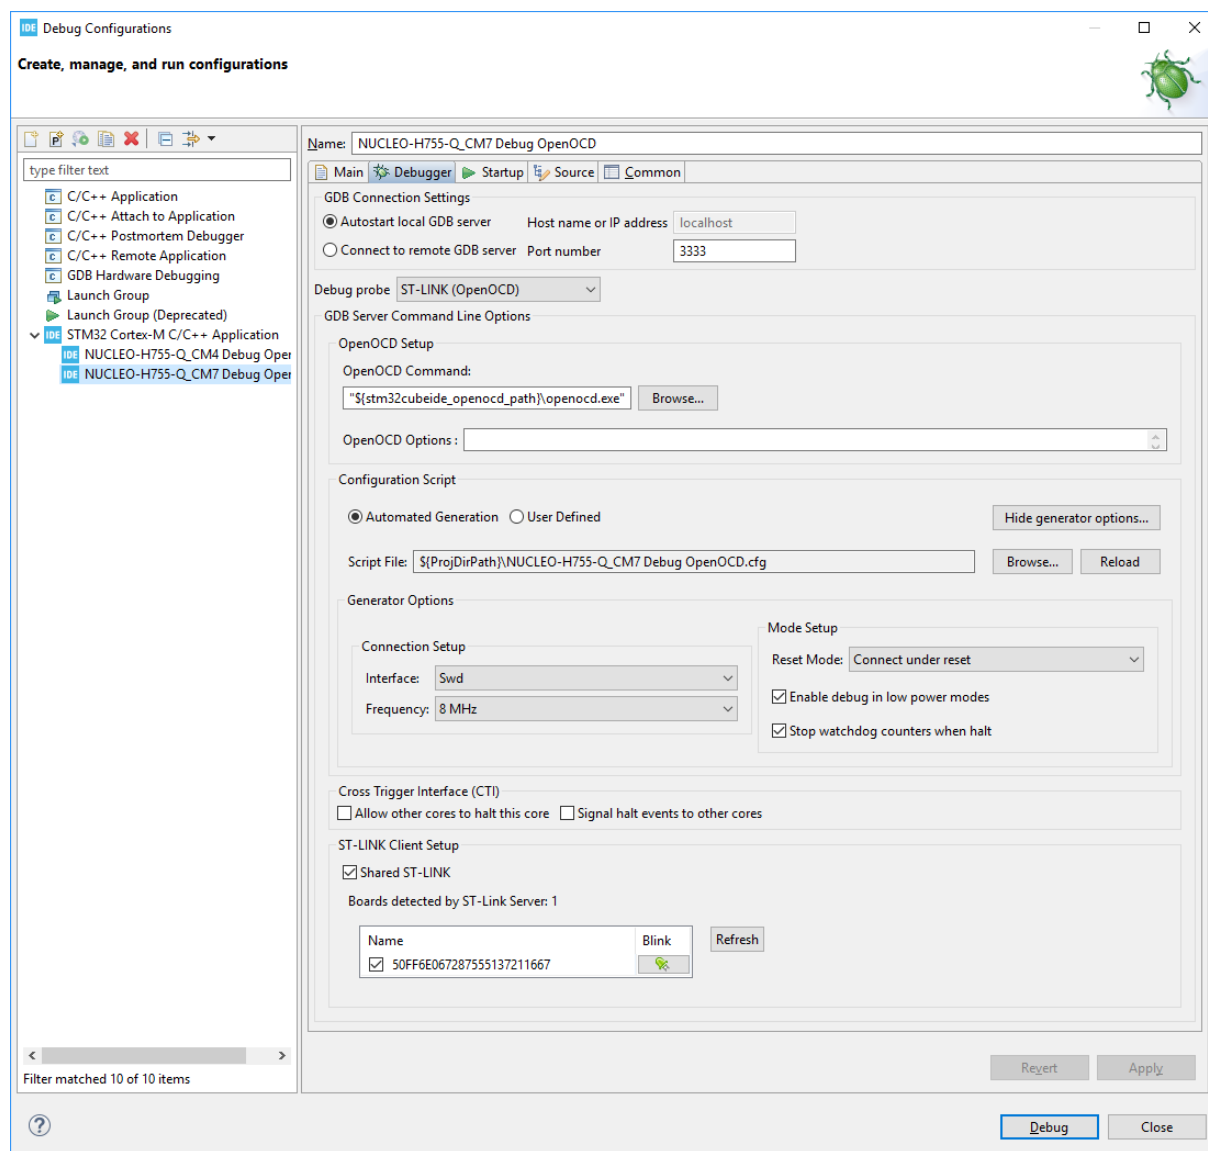 IDE Debug Configurations
Create, manage, and run configurations
type filter text
C/C++ Application
C/C++ Attach to Application
C/C++ Postmortem Debugger
C/C++ Remote Application
GDB Hardware Debugging
Launch Group
Launch Group (Deprecated)
IDE STM32 Cortex-M C/C++ Application
IDE NUCLEO-H755-Q_CM4 Debug Oper
IDE NUCLEO-H755-Q_CM7 Debug Oper
Filter matched 10 of 10 items
Name: NUCLEO-H755-Q_CM7 Debug OpenOCD
Main Debugger Startup Source Common
GDB Connection Settings
Autostart local GDB server Host name or IP address localhost
Connect to remote GDB server Port number 3333
Debug probe ST-LINK (OpenOCD)
GDB Server Command Line Options
OpenOCD Setup
OpenOCD Command:
"${stm32cubeide_openocd_path}\openocd.exe" Browse...
OpenOCD Options :
Configuration Script
Automated Generation User Defined Hide generator options...
Script File: ${ProjDirPath}\NUCLEO-H755-Q_CM7 Debug OpenOCD.cfg Browse... Reload
Generator Options
Connection Setup
Interface: Swd
Frequency: 8 MHz
Mode Setup
Reset Mode: Connect under reset
Enable debug in low power modes
Stop watchdog counters when halt
Cross Trigger Interface (CTI)
Allow other cores to halt this core Signal halt events to other cores
ST-LINK Client Setup
Shared ST-LINK
Boards detected by ST-Link Server: 1
Name Blink Refresh
50FF6E067287555137211667
Revert Apply
Debug Close